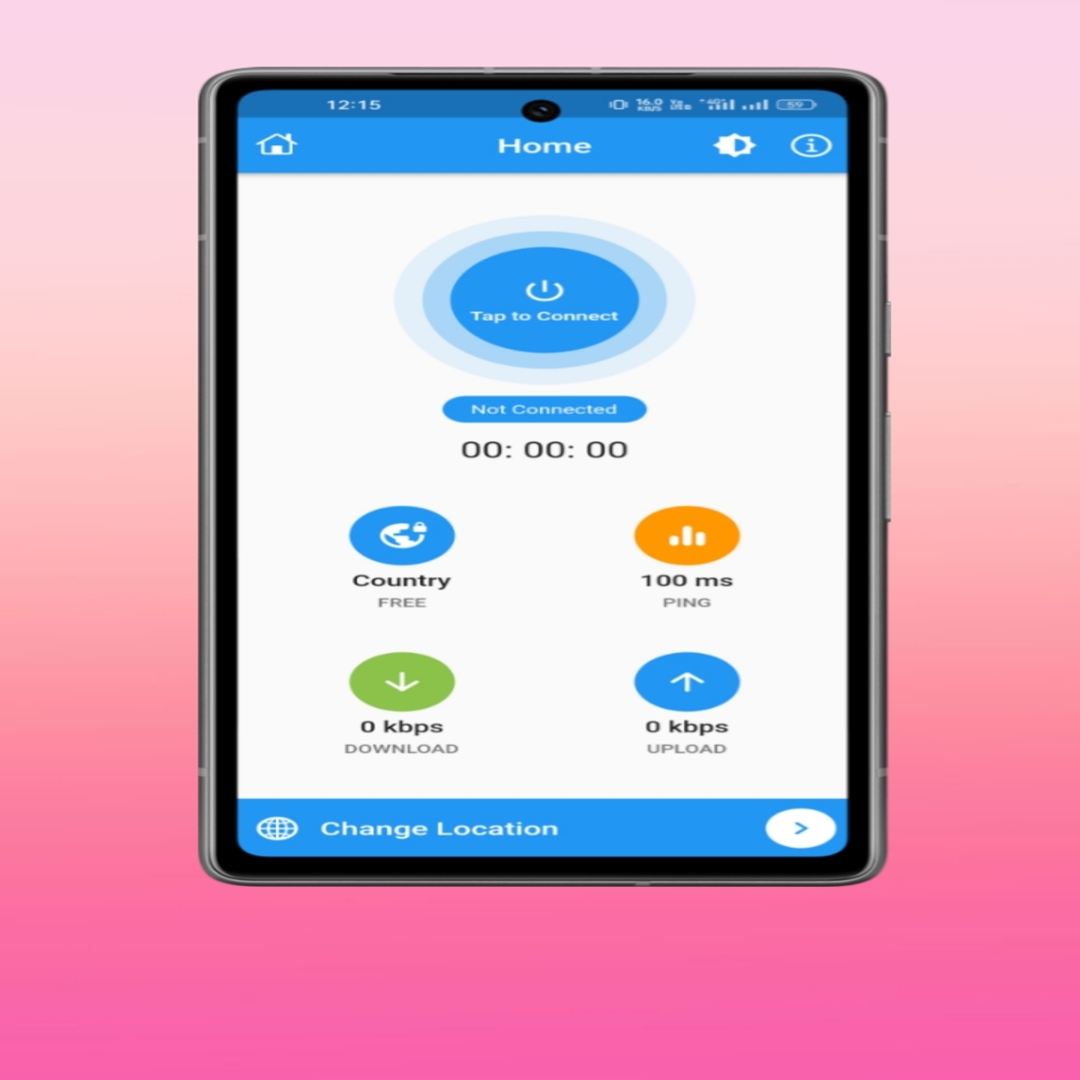 12:15 16.0 KB/S 4G+ 59
Home
Tap to Connect
Not Connected
00: 00: 00
Country 100 ms
FREE PING
0 kbps 0 kbps
DOWNLOAD UPLOAD
Change Location